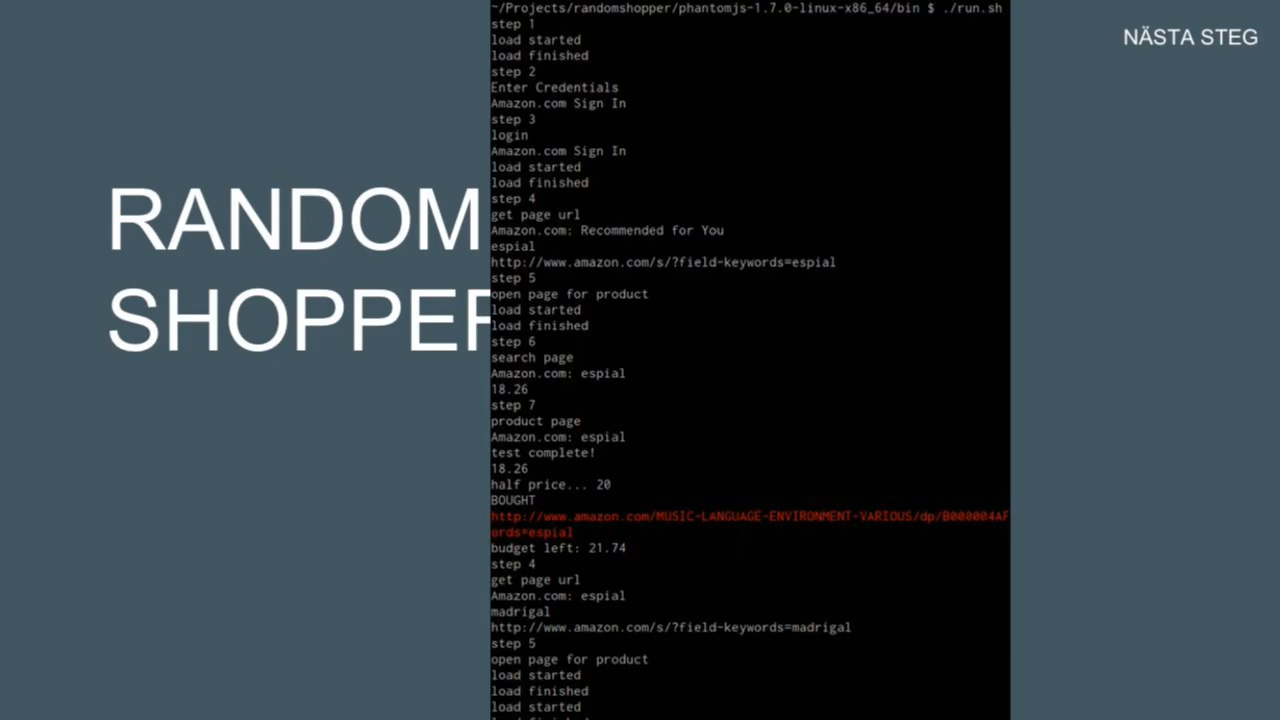 RANDOM
SHOPPER
~/Projects/randomshopper/phantomjs-1.7.0-linux-x86_64/bin $ ./run.sh
step 1
load started
load finished
step 2
Enter Credentials
Amazon.com Sign In
step 3
login
Amazon.com Sign In
load started
load finished
step 4
get page url
Amazon.com: Recommended for You
espial
http://www.amazon.com/s/?field-keywords=espial
step 5
open page for product
load started
load finished
step 6
search page
Amazon.com: espial
18.26
step 7
product page
Amazon.com: espial
test complete!
18.26
half price... 20
BOUGHT
http://www.amazon.com/MUSIC-LANGUAGE-ENVIRONMENT-VARIOUS/dp/B000004AF
ords=espial
budget left: 21.74
step 4
get page url
Amazon.com: espial
madrigal
http://www.amazon.com/s/?field-keywords=madrigal
step 5
open page for product
load started
load finished
load started
NÄSTA STEG